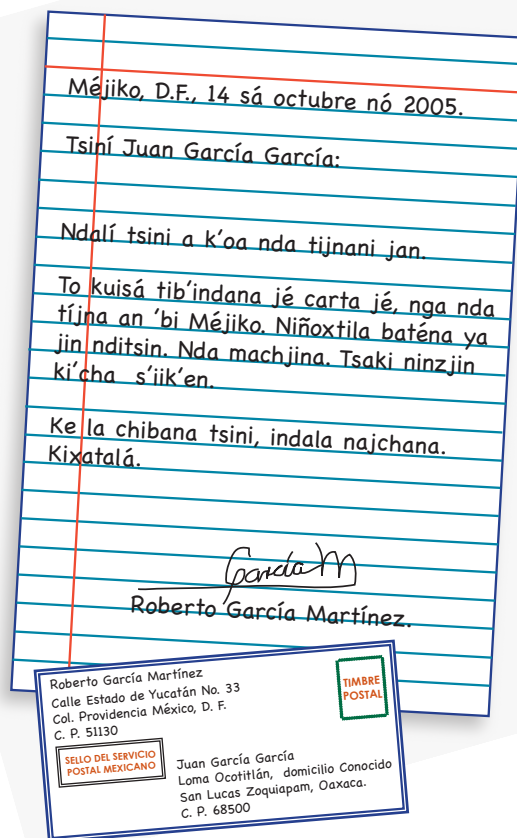 Méjiko, D.F., 14 sá octubre nó 2005.
Tsiní Juan García García:
Ndalí tsini a k’oa nda tijnani jan.
To kuisá tib’indana jé carta jé, nga nda
tíjna an ’bi Méjiko. Niñoxtila baténa ya
jin nditsin. Nda machjina. Tsaki ninzjin
ki’cha s’iik’en.
Ke la chibana tsini, indala najchana.
Kixatalá.
García M
Roberto García Martínez.
Roberto García Martínez
Calle Estado de Yucatán No. 33
Col. Providencia México, D. F.
C. P. 51130
TIMBRE
POSTAL
SELLO DEL SERVICIO
POSTAL MEXICANO
Juan García García
Loma Ocotitlán, domicilio Conocido
San Lucas Zoquiapam, Oaxaca.
C. P. 68500